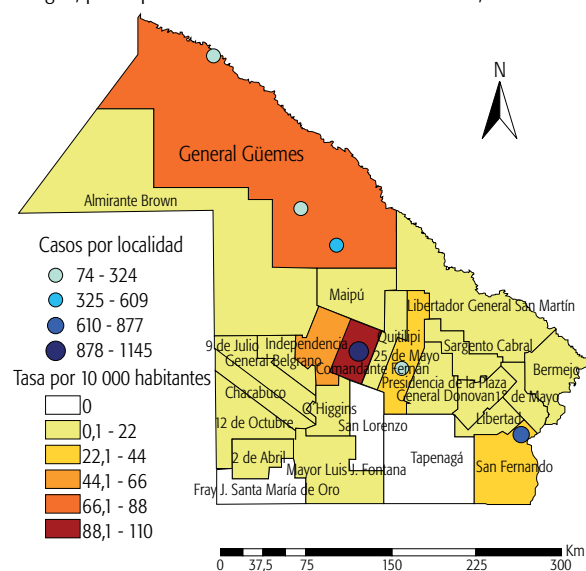 N
General Güemes
Almirante Brown
Casos por localidad
74 - 324
325 - 609
610 - 877
878 - 1145
Tasa por 10 000 habitantes
0
0,1 - 22
22,1 - 44
44,1 - 66
66,1 - 88
88,1 - 110
Maipú
Libertador General San Martín
9 de Julio
Independencia
Quitilipi
Sargento Cabral
General Belgrano
25 de Mayo
Comandante Fernán
Bermejo
Presidencia de la Plaza
Chacabuco
General Donovan
1° de Mayo
O'Higgins
12 de Octubre
San Lorenzo
Libertad
2 de Abril
Mayor Luis J. Fontana
Tapenagá
San Fernando
Fray J. Santa María de Oro
Km
0 37,5 75 150 225 300